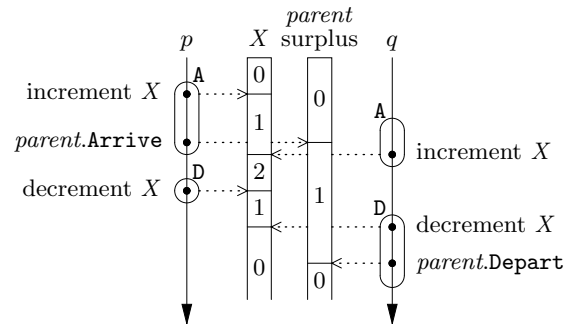 parent
p X surplus q
0
A
increment X
0
A
1
parent.Arrive
increment X
2
D
decrement X
1
1
D
decrement X
parent.Depart
0
0